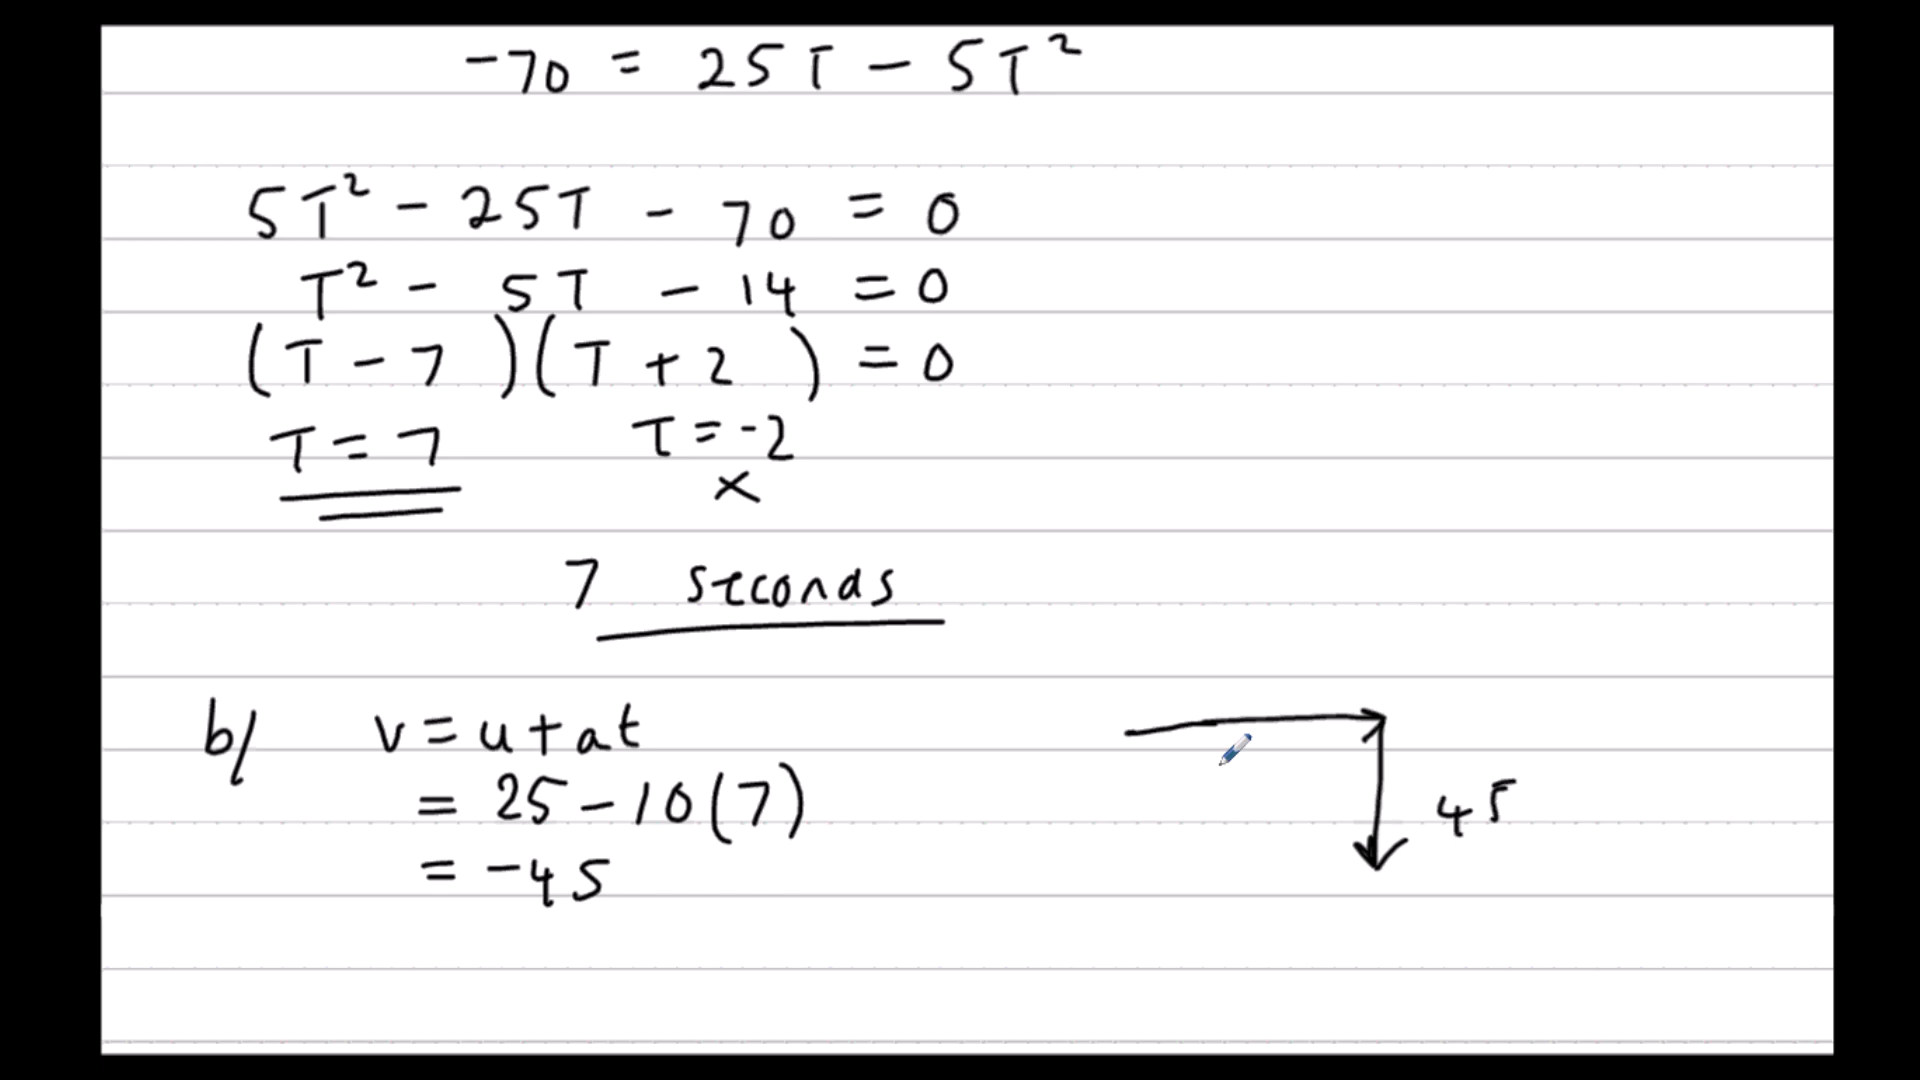 -70 = 25T - 5T²
5T² - 25T - 70 = 0
T² - 5T - 14 = 0
(T - 7)(T + 2) = 0
T = 7 T = -2
×
7 seconds
b/ v = u + at
= 25 - 10(7)
= -45
45